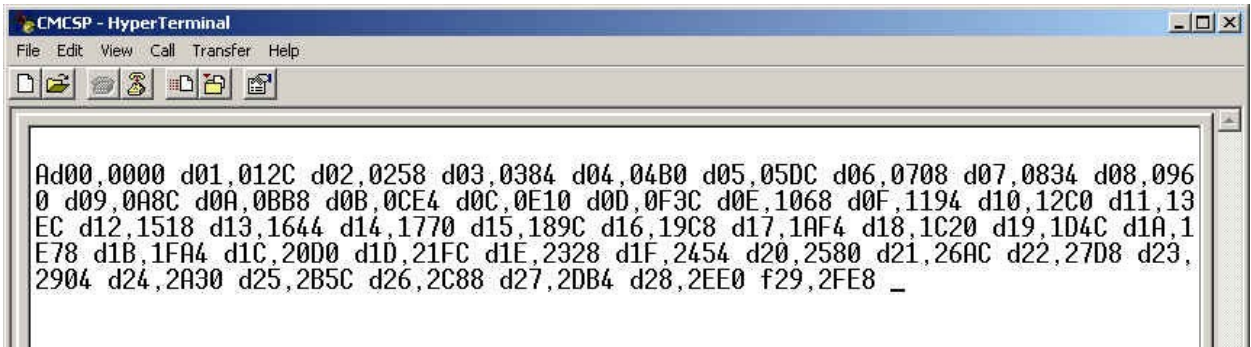 CMCSP - HyperTerminal
File Edit View Call Transfer Help
Ad00,0000 d01,012C d02,0258 d03,0384 d04,04B0 d05,05DC d06,0708 d07,0834 d08,096
0 d09,0A8C d0A,0BB8 d0B,0CE4 d0C,0E10 d0D,0F3C d0E,1068 d0F,1194 d10,12C0 d11,13
EC d12,1518 d13,1644 d14,1770 d15,189C d16,19C8 d17,1AF4 d18,1C20 d19,1D4C d1A,1
E78 d1B,1FA4 d1C,20D0 d1D,21FC d1E,2328 d1F,2454 d20,2580 d21,26AC d22,27D8 d23,
2904 d24,2A30 d25,2B5C d26,2C88 d27,2DB4 d28,2EE0 f29,2FE8 _